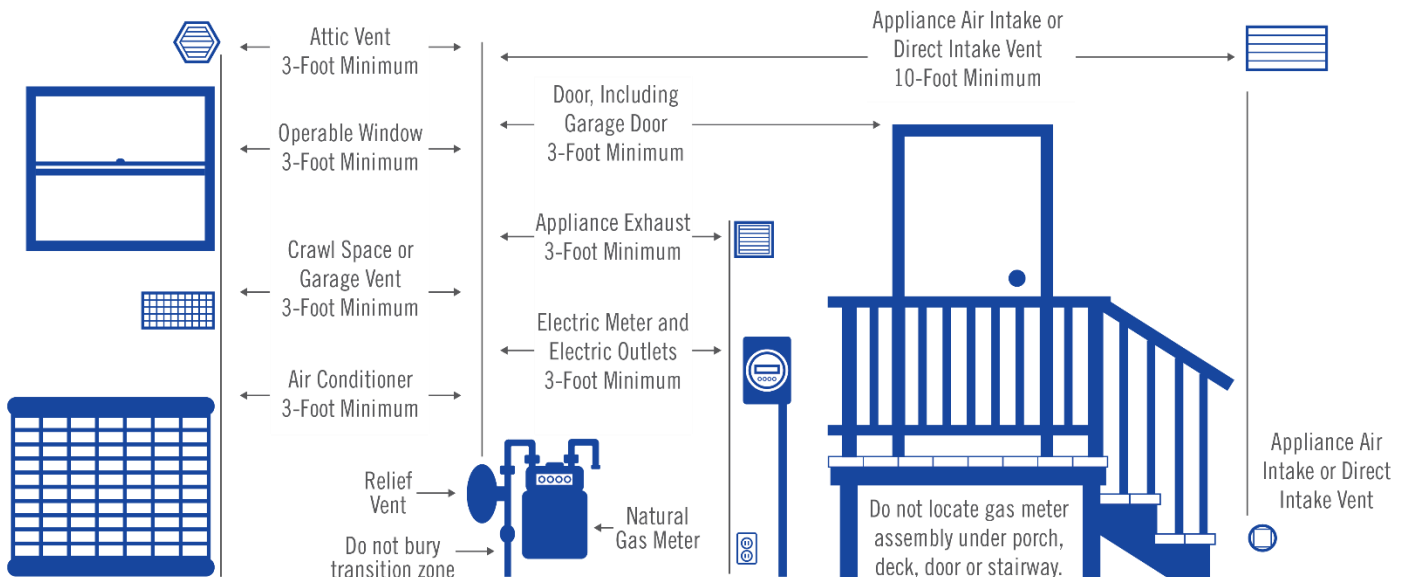 Attic Vent
3-Foot Minimum
Operable Window
3-Foot Minimum
Crawl Space or
Garage Vent
3-Foot Minimum
Air Conditioner
3-Foot Minimum
Relief
Vent
Do not bury
transition zone
Appliance Air Intake or
Direct Intake Vent
10-Foot Minimum
Door, Including
Garage Door
3-Foot Minimum
Appliance Exhaust
3-Foot Minimum
Electric Meter and
Electric Outlets
3-Foot Minimum
Natural
Gas Meter
Do not locate gas meter
assembly under porch,
deck, door or stairway.
Appliance Air
Intake or Direct
Intake Vent